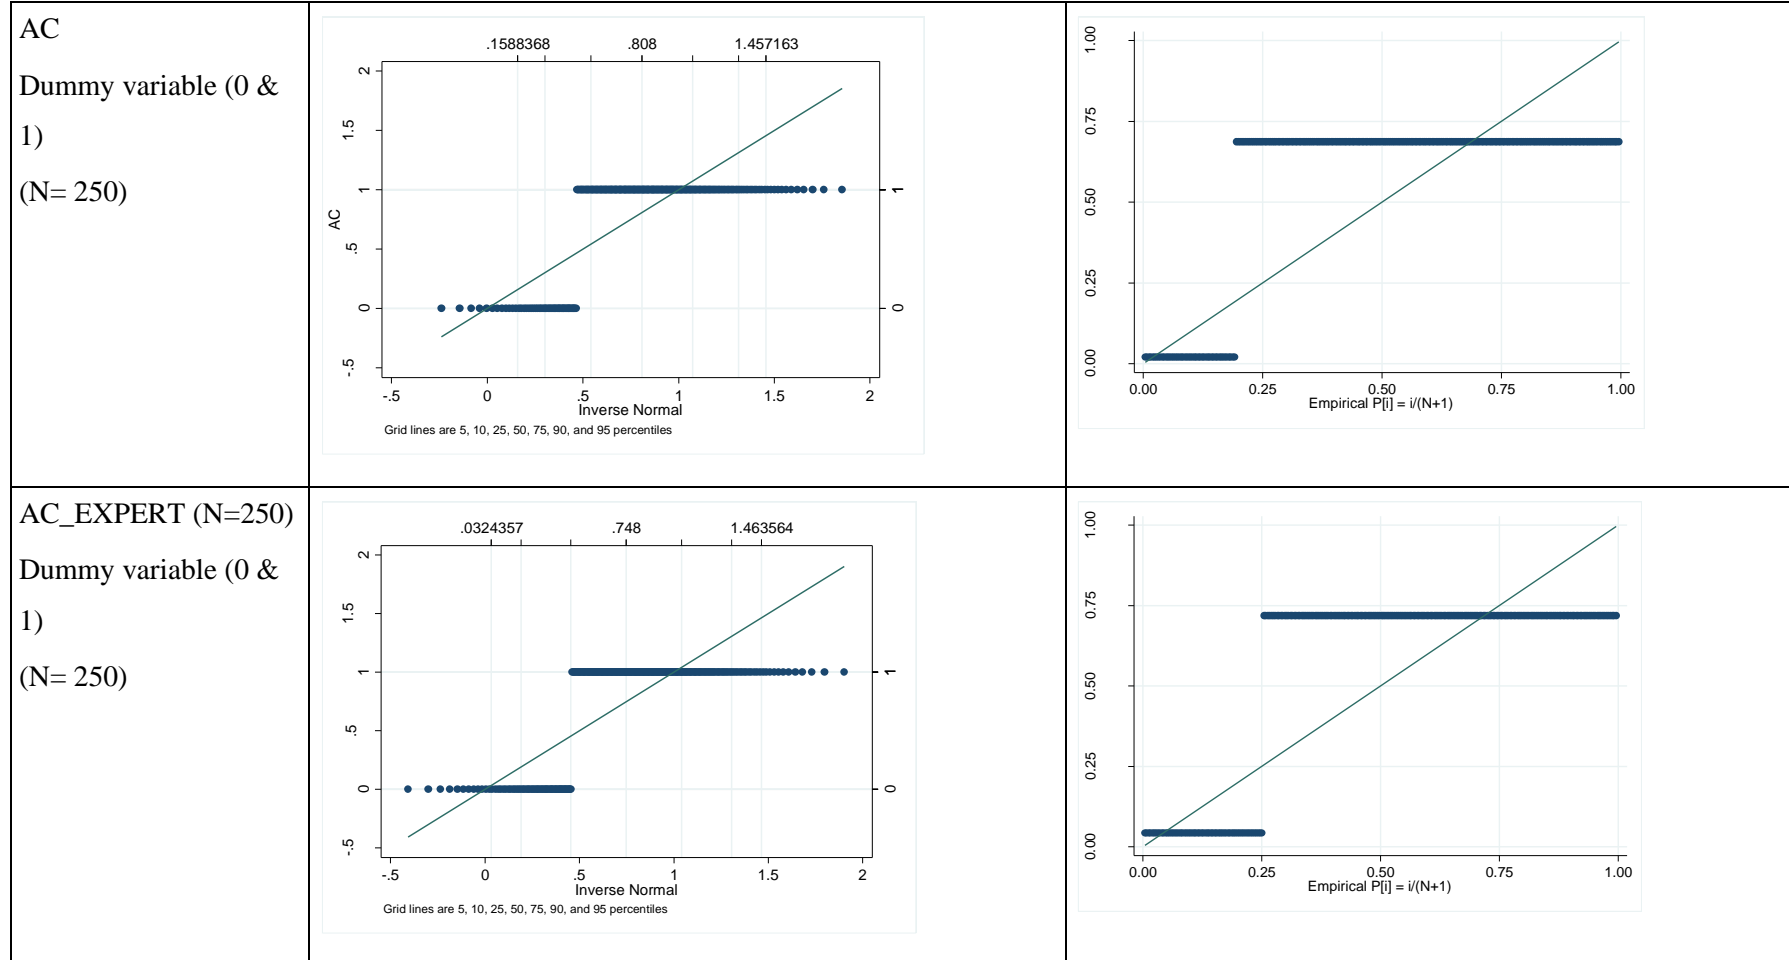 AC
Dummy variable (0 &
1)
(N= 250)
.1588368 .808 1.457163
2
1.5
1
.5
0
-.5
AC
1
0
-.5 0 .5 1 1.5 2
Inverse Normal
Grid lines are 5, 10, 25, 50, 75, 90, and 95 percentiles
1.00
0.75
0.50
0.25
0.00
0.00 0.25 0.50 0.75 1.00
Empirical P[i] = i/(N+1)
AC_EXPERT (N=250)
Dummy variable (0 &
1)
(N= 250)
.0324357 .748 1.463564
2
1.5
1
.5
0
-.5
1
0
-.5 0 .5 1 1.5 2
Inverse Normal
Grid lines are 5, 10, 25, 50, 75, 90, and 95 percentiles
1.00
0.75
0.50
0.25
0.00
0.00 0.25 0.50 0.75 1.00
Empirical P[i] = i/(N+1)